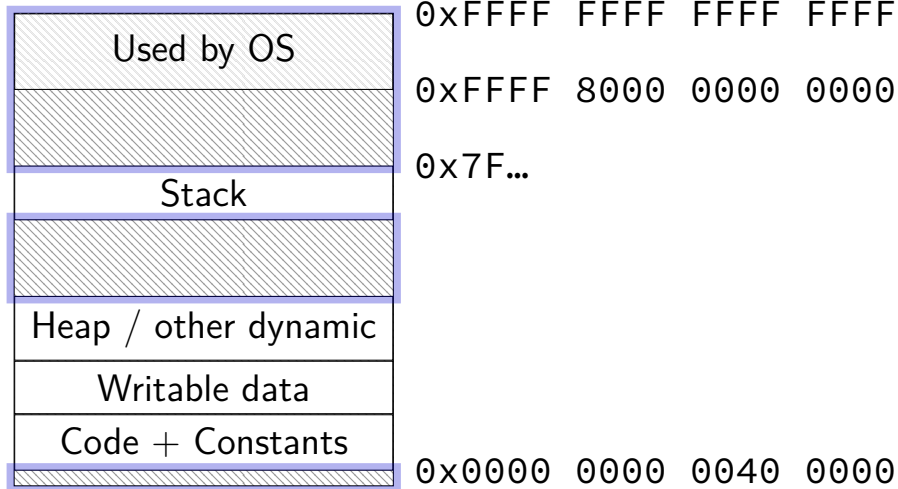 0xFFFF FFFF FFFF FFFF
Used by OS
0xFFFF 8000 0000 0000
0x7F…
Stack
Heap / other dynamic
Writable data
Code + Constants
0x0000 0000 0040 0000